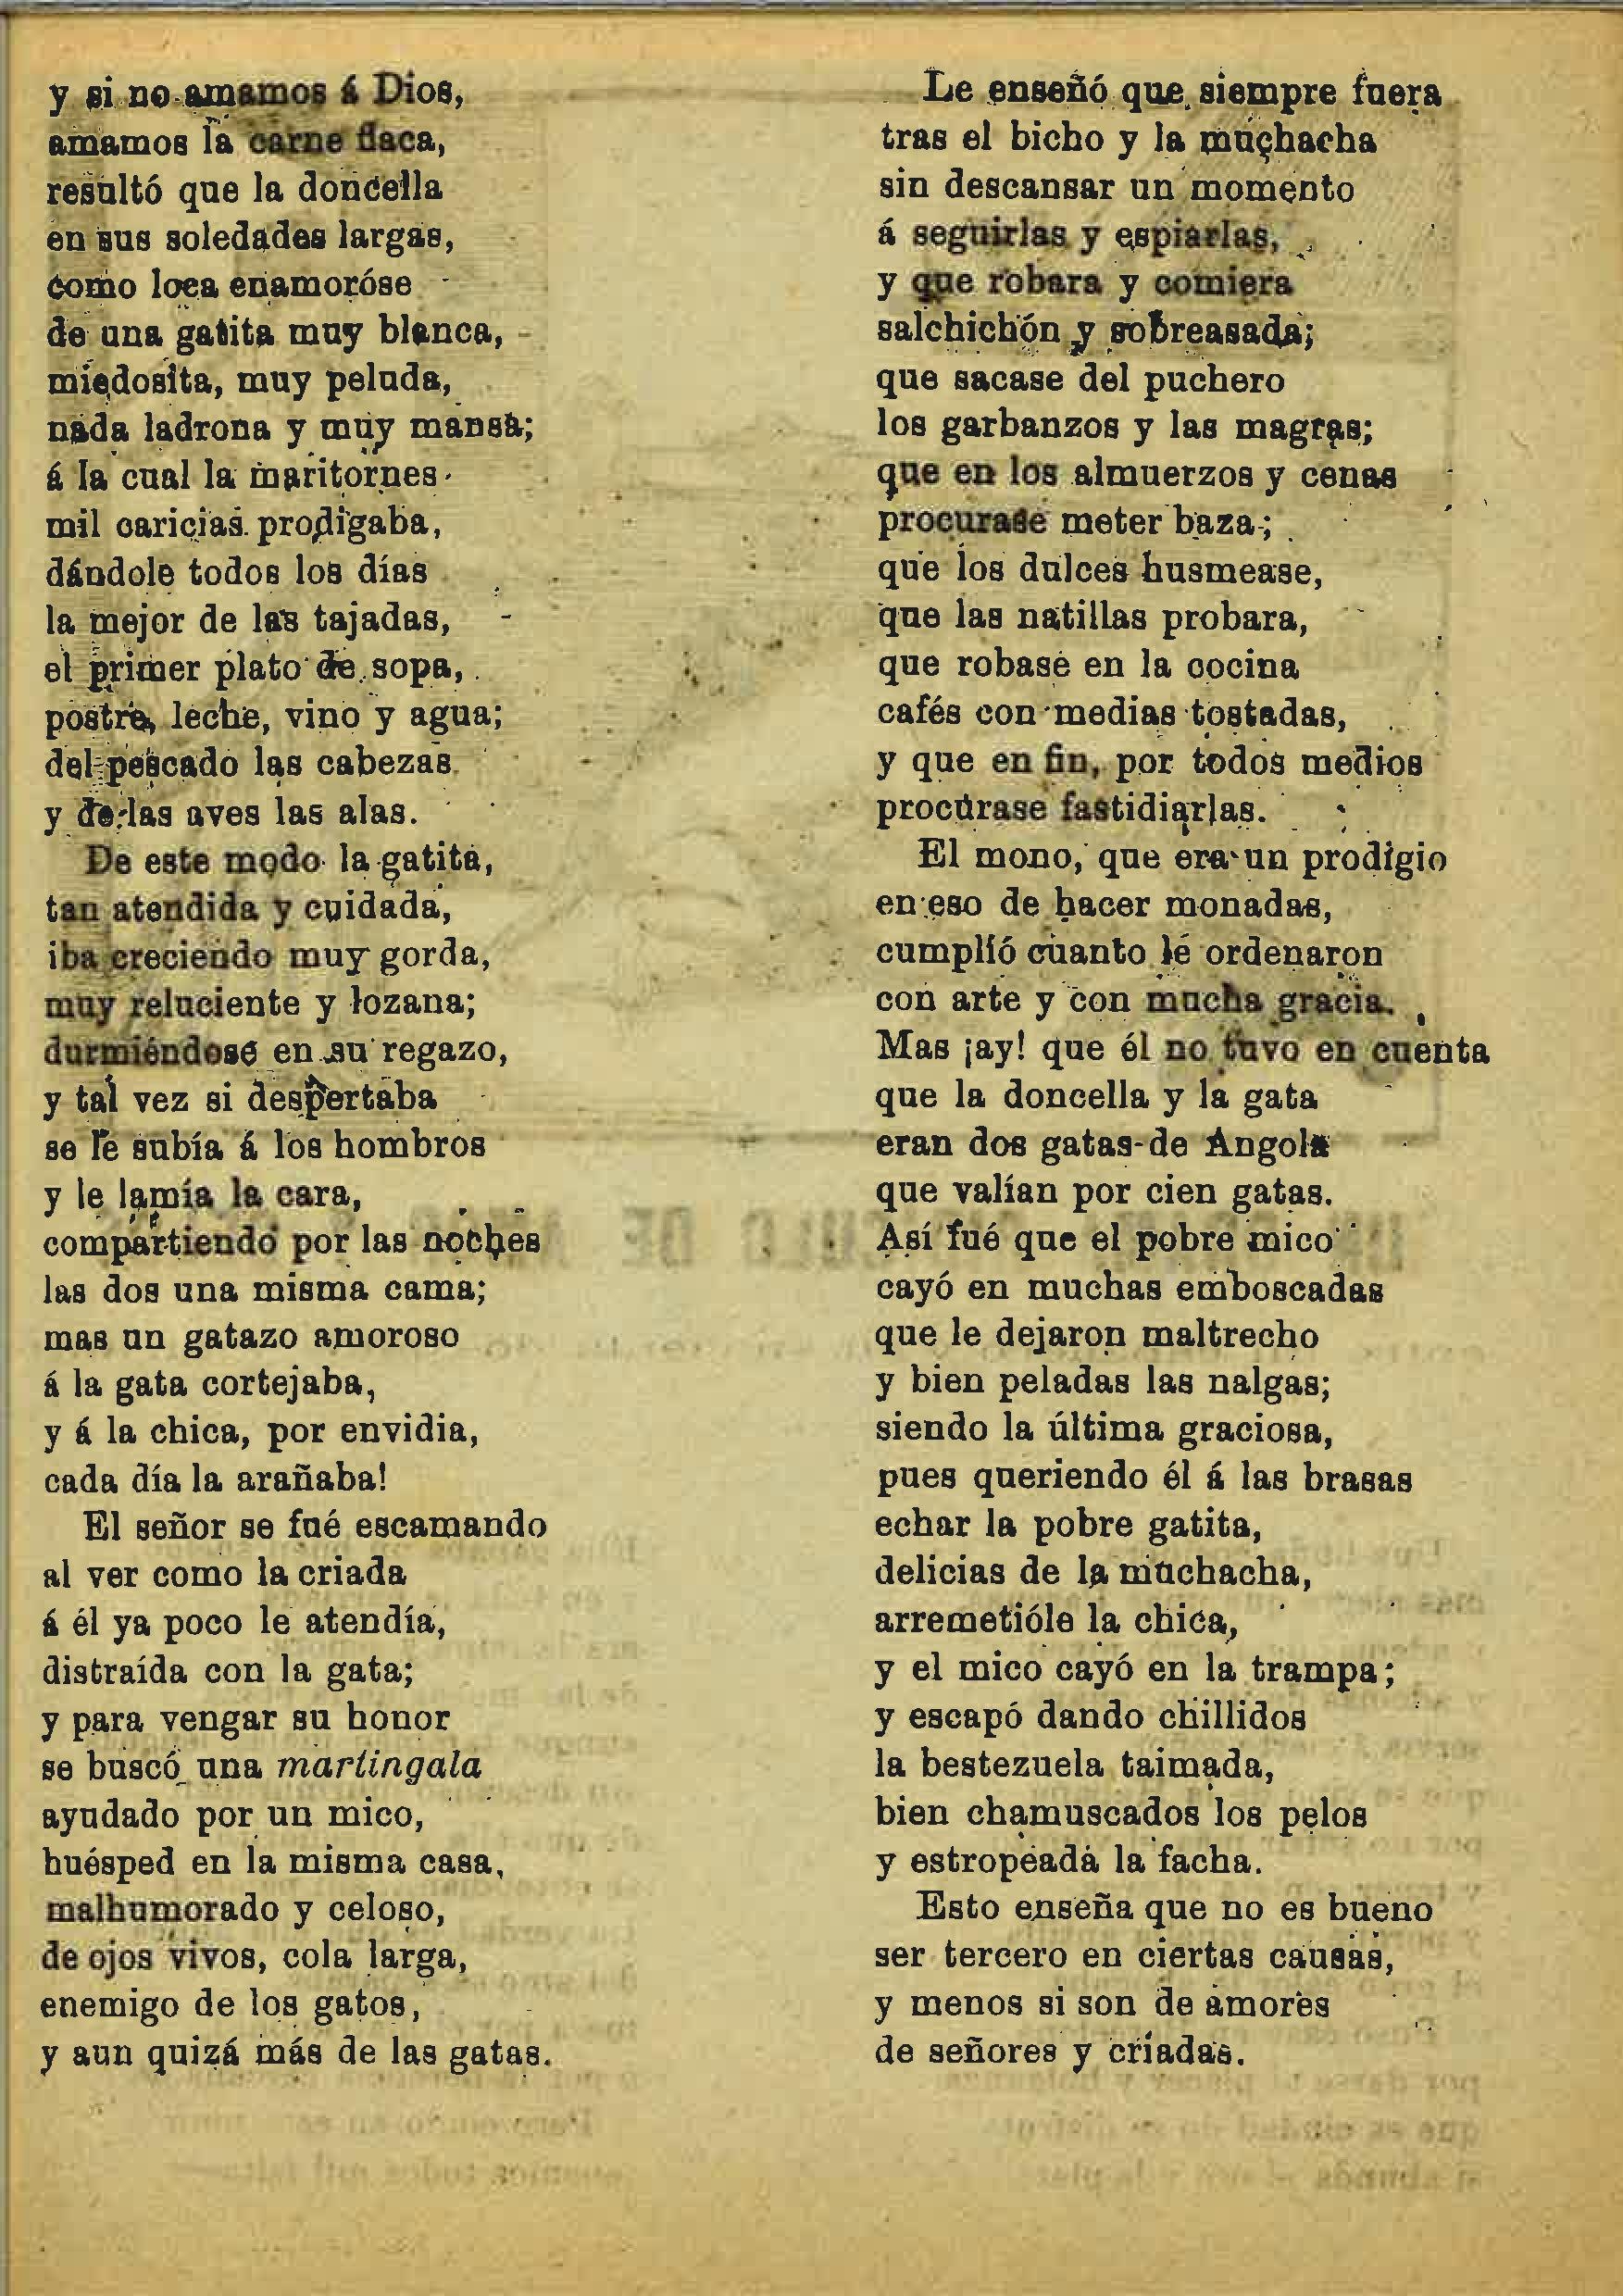 y si no amamos á Dios,
amamos la carne flaca,
resultó que la doncella
en sus soledades largas,
como loca enamoróse
de una gatita muy blanca,
miedosita, muy peluda,
nada ladrona y muy mansa;
á la cual la maritornes
mil caricias prodigaba,
dándole todos los días
la mejor de las tajadas,
el primer plato de sopa,
postre, leche, vino y agua;
del pescado las cabezas
y de las aves las alas.
De este modo la gatita,
tan atendida y cuidada,
iba creciendo muy gorda,
muy reluciente y lozana;
durmiéndose en su regazo,
y tal vez si despertaba
se le subía á los hombros
y le lamía la cara,
compartiendo por las noches
las dos una misma cama;
mas un gatazo amoroso
á la gata cortejaba,
y á la chica, por envidia,
cada día la arañaba!
El señor se fué escamando
al ver como la criada
á él ya poco le atendía,
distraída con la gata;
y para vengar su honor
se buscó una martingala
ayudado por un mico,
huésped en la misma casa,
malhumorado y celoso,
de ojos vivos, cola larga,
enemigo de los gatos,
y aun quizá más de las gatas.
Le enseñó que siempre fuera
tras el bicho y la muchacha
sin descansar un momento
á seguirlas y espiarlas,
y que robara y comiera
salchichón y sobreasada;
que sacase del puchero
los garbanzos y las magras;
que en los almuerzos y cenas
procurase meter baza;
que los dulces husmease,
que las natillas probara,
que robase en la cocina
cafés con medias tostadas,
y que en fin, por todos medios
procurase fastidiarlas.
El mono, que era un prodigio
en eso de hacer monadas,
cumplió cuanto le ordenaron
con arte y con mucha gracia.
Mas ¡ay! que él no tuvo en cuenta
que la doncella y la gata
eran dos gatas de Angola
que valían por cien gatas.
Así fué que el pobre mico
cayó en muchas emboscadas
que le dejaron maltrecho
y bien peladas las nalgas;
siendo la última graciosa,
pues queriendo él á las brasas
echar la pobre gatita,
delicias de la muchacha,
arremetióle la chica,
y el mico cayó en la trampa;
y escapó dando chillidos
la bestezuela taimada,
bien chamuscados los pelos
y estropeada la facha.
Esto enseña que no es bueno
ser tercero en ciertas causas,
y menos si son de amores
de señores y criadas.